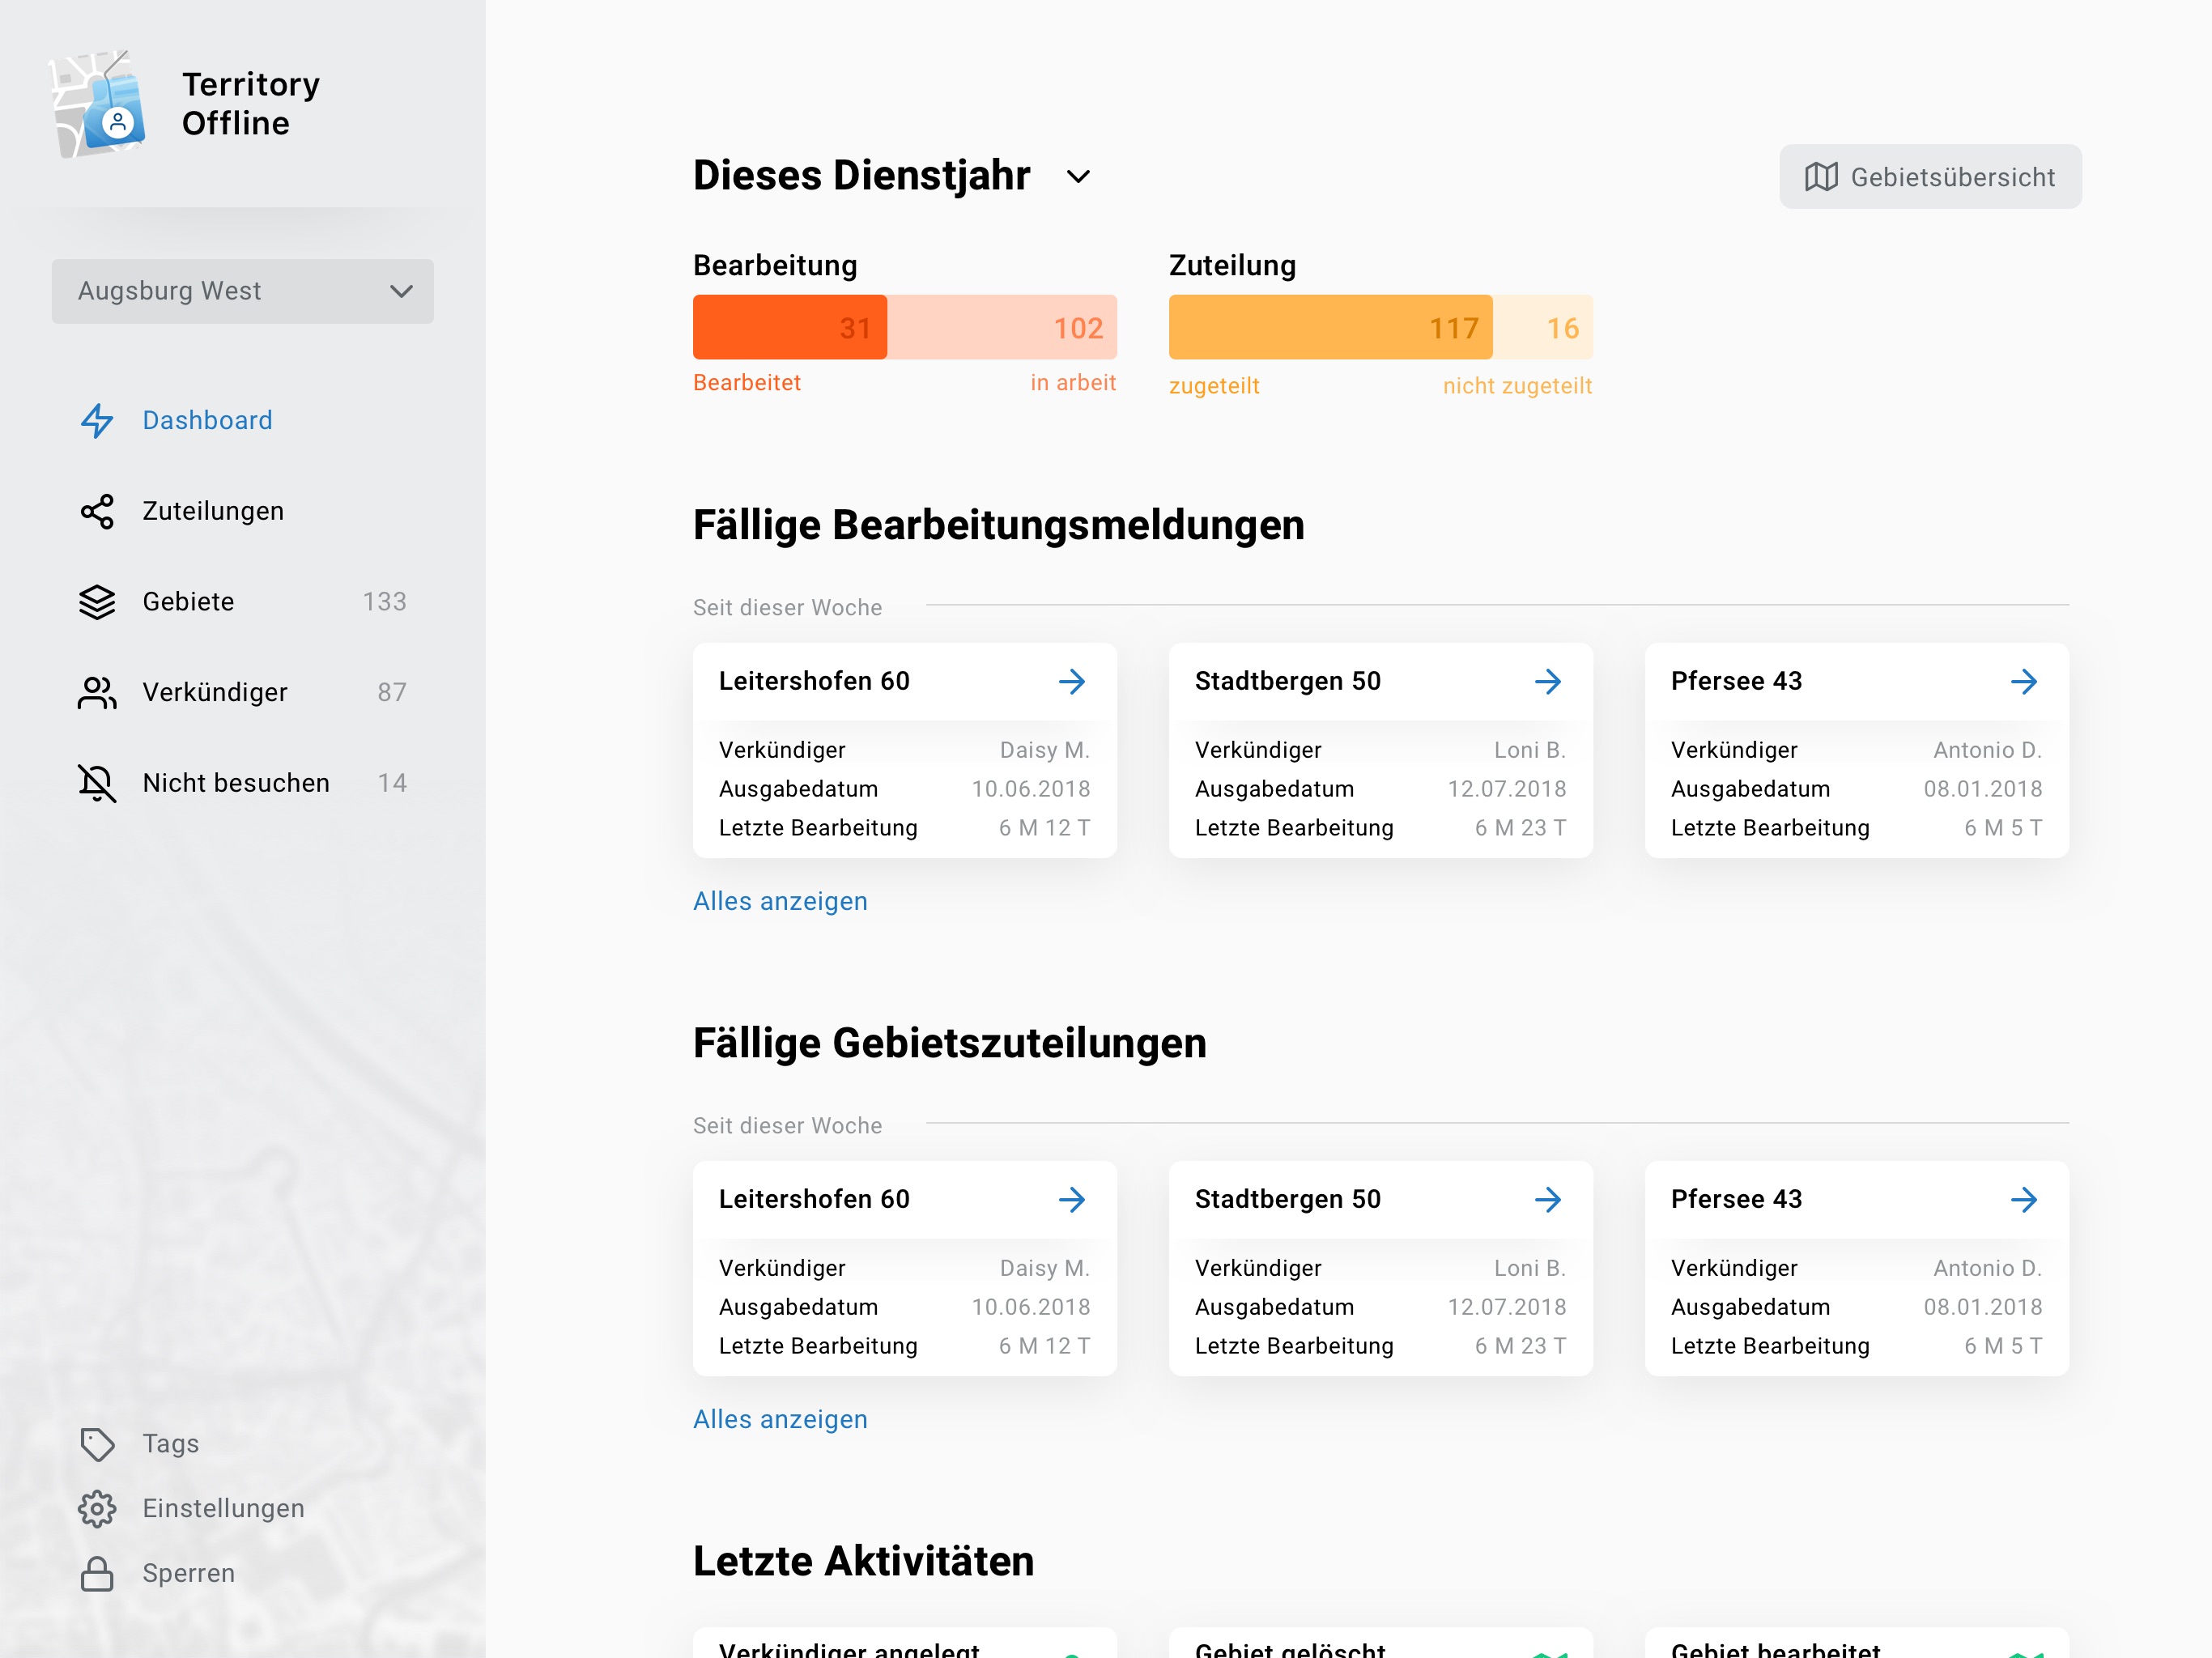 Territory
Offline
Augsburg West
Dashboard
Zuteilungen
Gebiete 133
Verkündiger 87
Nicht besuchen 14
Tags
Einstellungen
Sperren
Dieses Dienstjahr
Gebietsübersicht
Bearbeitung
31 102
Bearbeitet in arbeit
Zuteilung
117 16
zugeteilt nicht zugeteilt
Fällige Bearbeitungsmeldungen
Seit dieser Woche
Leitershofen 60
Verkündiger Daisy M.
Ausgabedatum 10.06.2018
Letzte Bearbeitung 6 M 12 T
Stadtbergen 50
Verkündiger Loni B.
Ausgabedatum 12.07.2018
Letzte Bearbeitung 6 M 23 T
Pfersee 43
Verkündiger Antonio D.
Ausgabedatum 08.01.2018
Letzte Bearbeitung 6 M 5 T
Alles anzeigen
Fällige Gebietszuteilungen
Seit dieser Woche
Leitershofen 60
Verkündiger Daisy M.
Ausgabedatum 10.06.2018
Letzte Bearbeitung 6 M 12 T
Stadtbergen 50
Verkündiger Loni B.
Ausgabedatum 12.07.2018
Letzte Bearbeitung 6 M 23 T
Pfersee 43
Verkündiger Antonio D.
Ausgabedatum 08.01.2018
Letzte Bearbeitung 6 M 5 T
Alles anzeigen
Letzte Aktivitäten
Verkündiger angelegt
Gebiet gelöscht
Gebiet bearbeitet